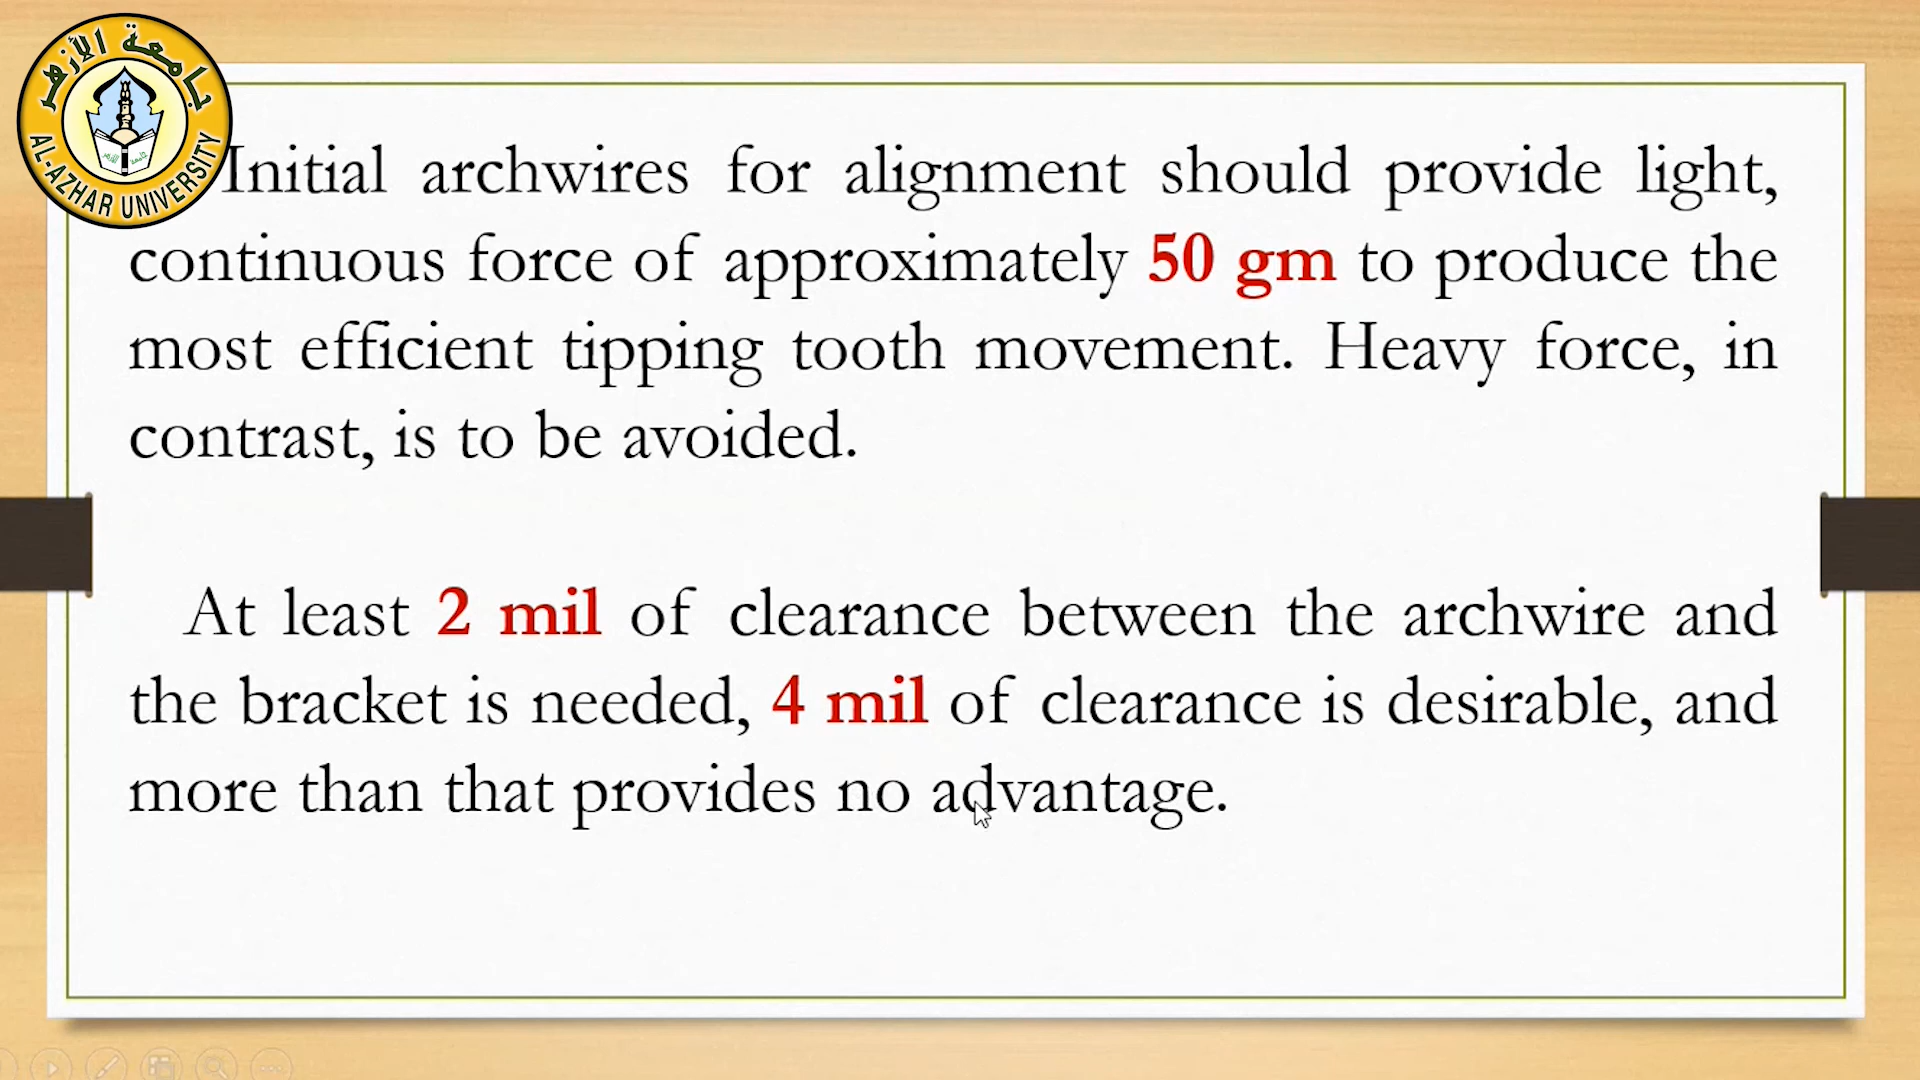 جامعة الأزهر
AL-AZHAR UNIVERSITY
Initial archwires for alignment should provide light,
continuous force of approximately 50 gm to produce the
most efficient tipping tooth movement. Heavy force, in
contrast, is to be avoided.
At least 2 mil of clearance between the archwire and
the bracket is needed, 4 mil of clearance is desirable, and
more than that provides no advantage.